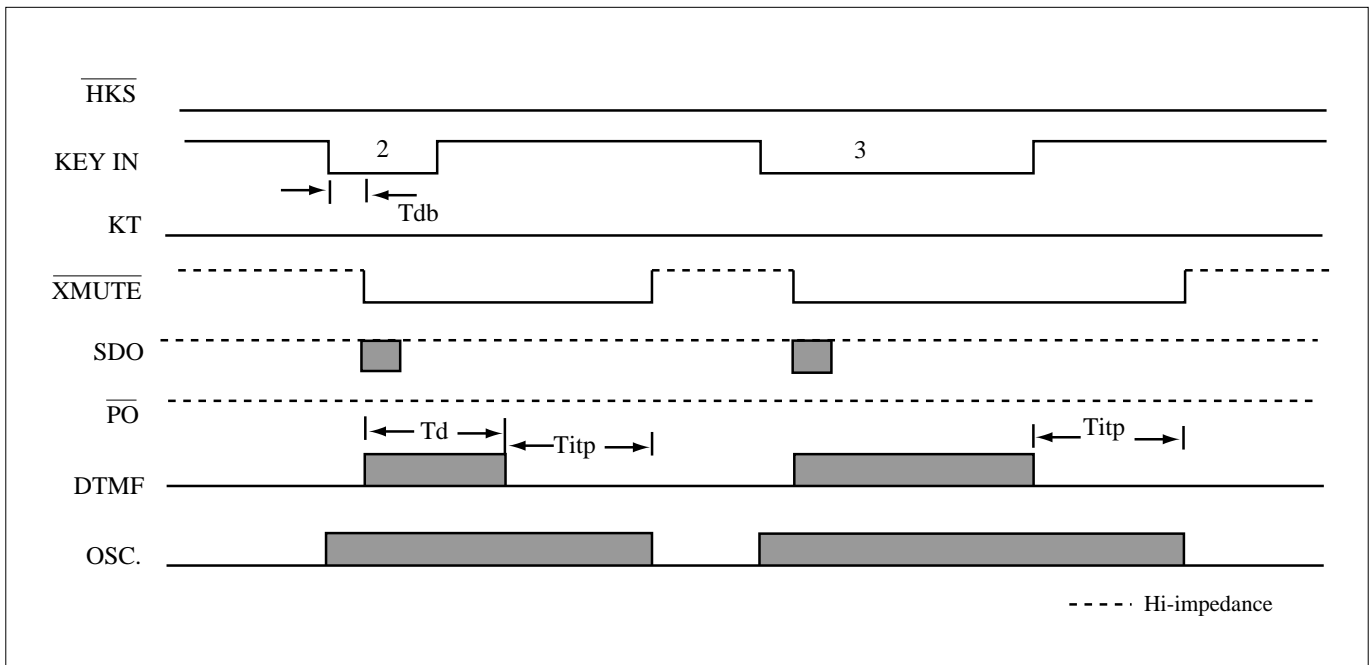 HKS
KEY IN 2 3
Tdb
KT
XMUTE
SDO
PO
Td Titp Titp
DTMF
OSC.
Hi-impedance